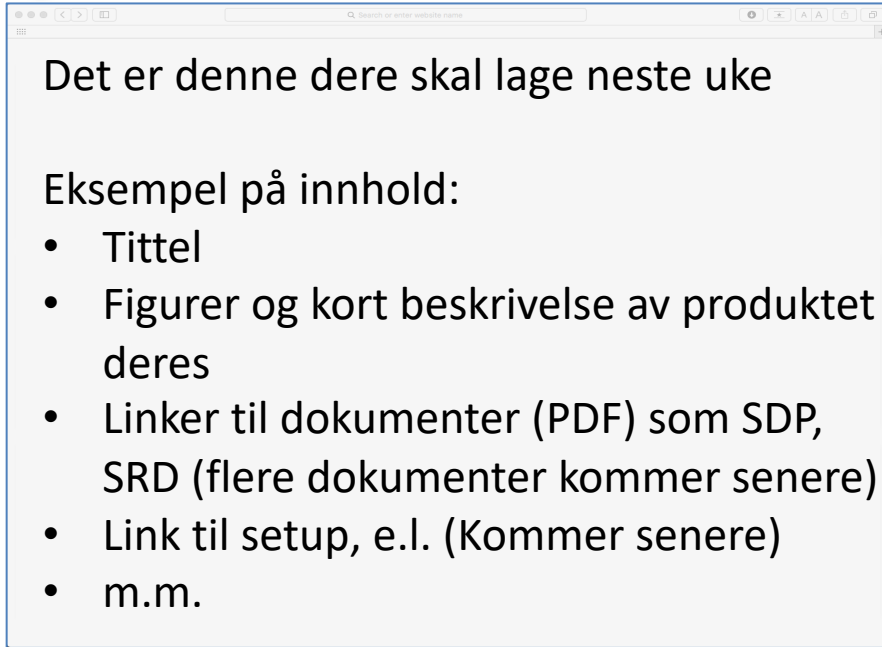 Search or enter website name
A A
Det er denne dere skal lage neste uke
Eksempel på innhold:
• Tittel
• Figurer og kort beskrivelse av produktet
deres
• Linker til dokumenter (PDF) som SDP,
SRD (flere dokumenter kommer senere)
• Link til setup, e.l. (Kommer senere)
• m.m.